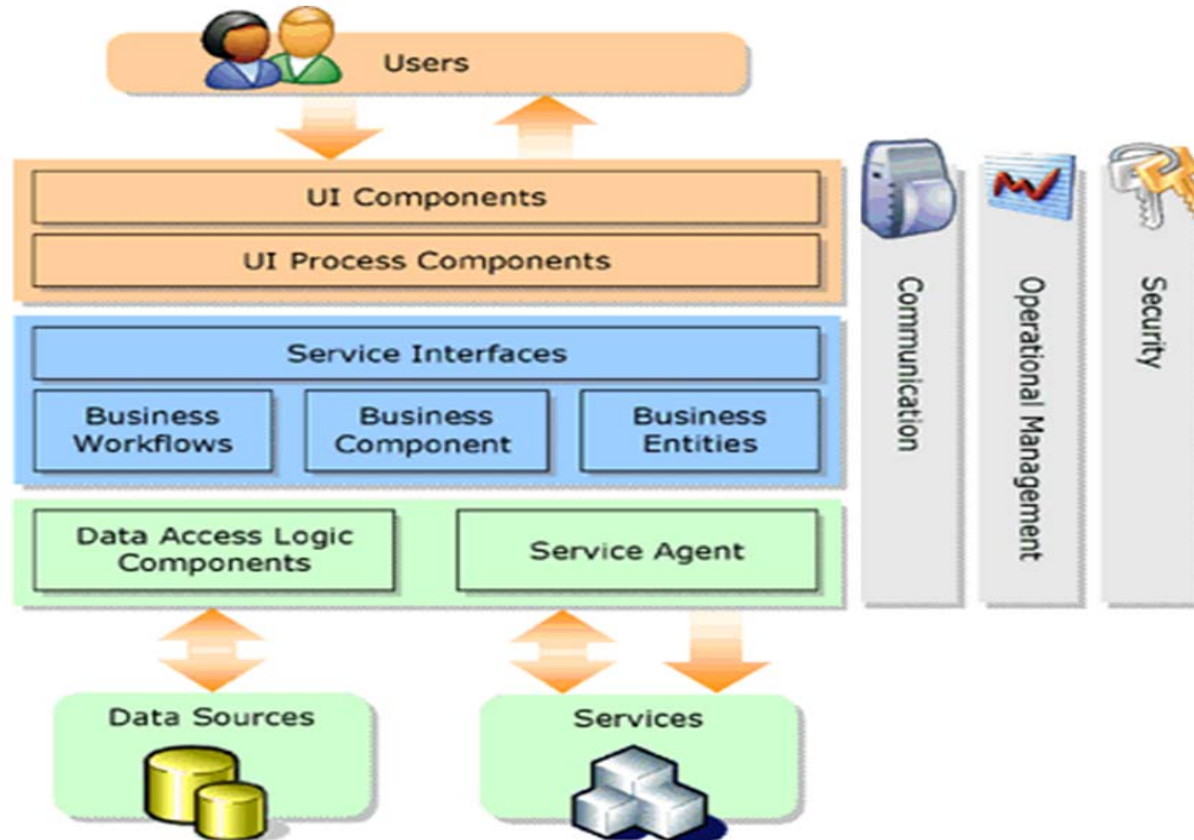 Users
UI Components
UI Process Components
Service Interfaces
Business
Workflows
Business
Component
Business
Entities
Data Access Logic
Components
Service Agent
Data Sources
Services
Communication
Operational Management
Security